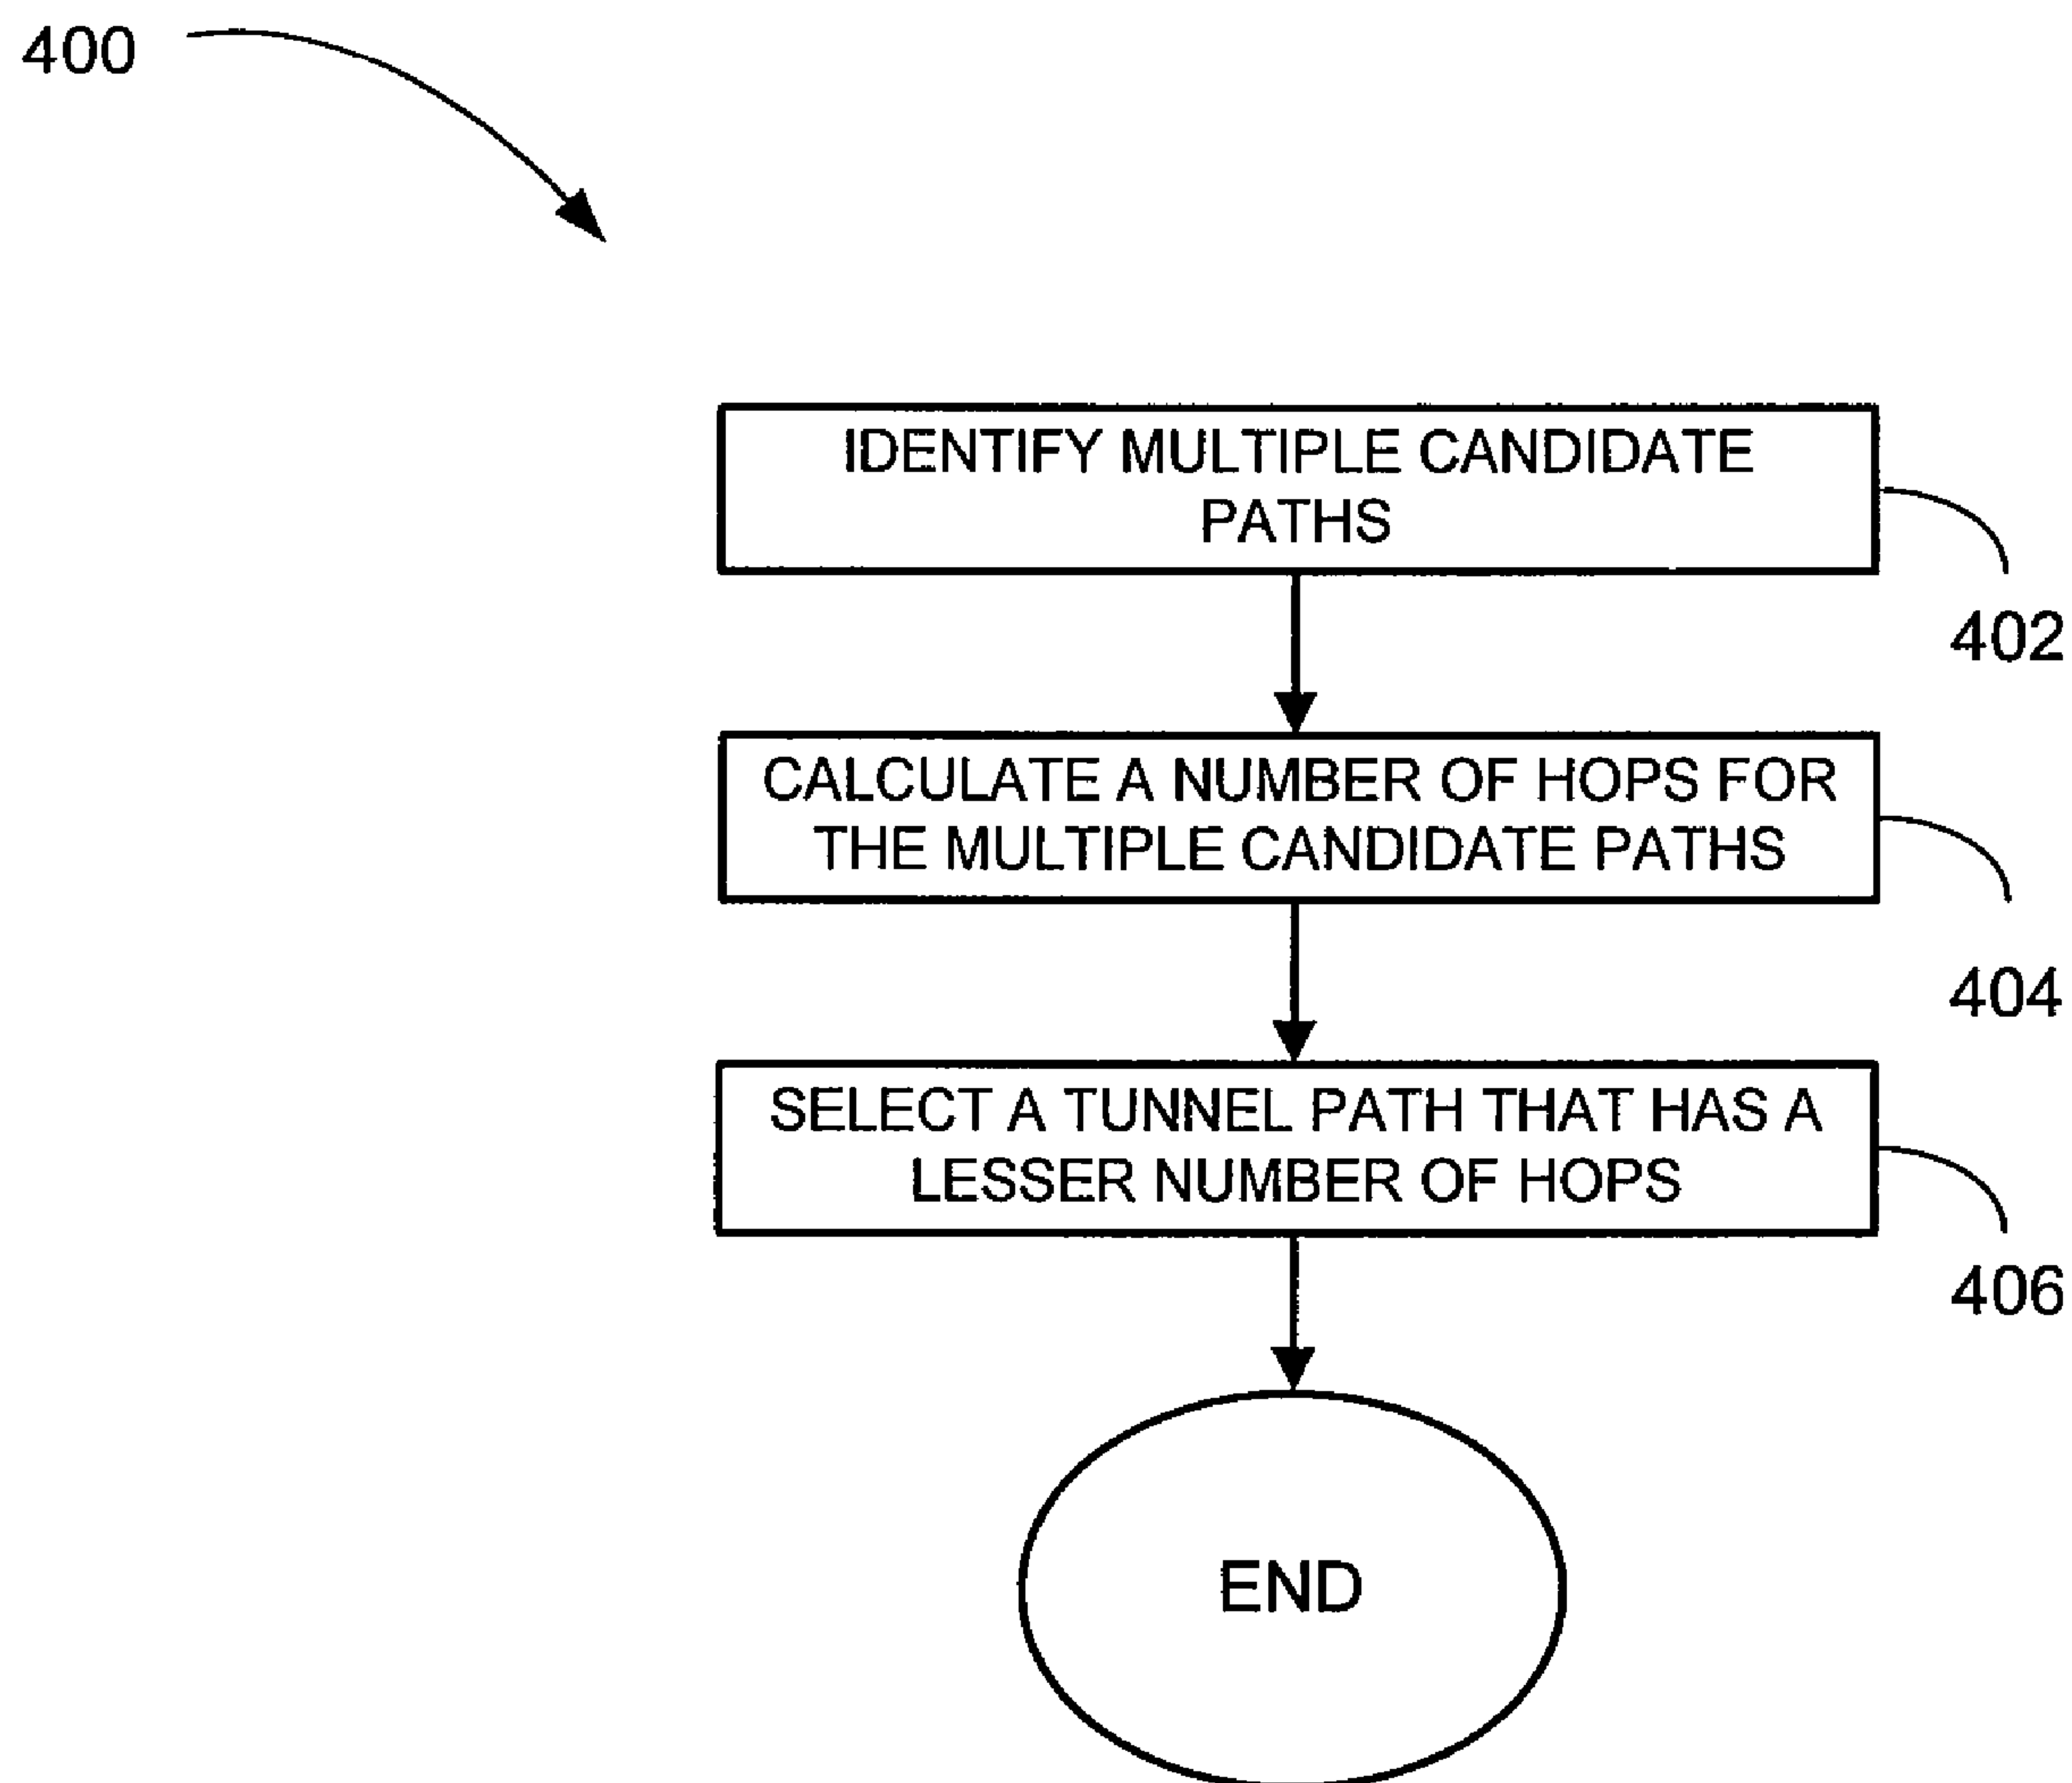 400
IDENTIFY MULTIPLE CANDIDATE
PATHS
402
CALCULATE A NUMBER OF HOPS FOR
THE MULTIPLE CANDIDATE PATHS
404
SELECT A TUNNEL PATH THAT HAS A
LESSER NUMBER OF HOPS
406
END